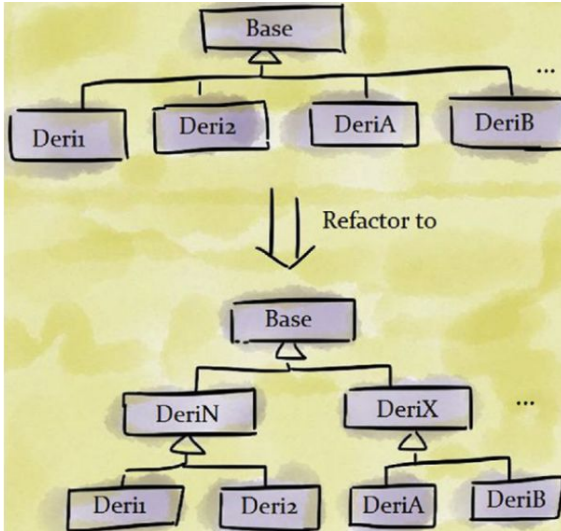 Base
...
Deri1
Deri2
DeriA
DeriB
Refactor to
Base
DeriN
DeriX
...
Deri1
Deri2
DeriA
DeriB